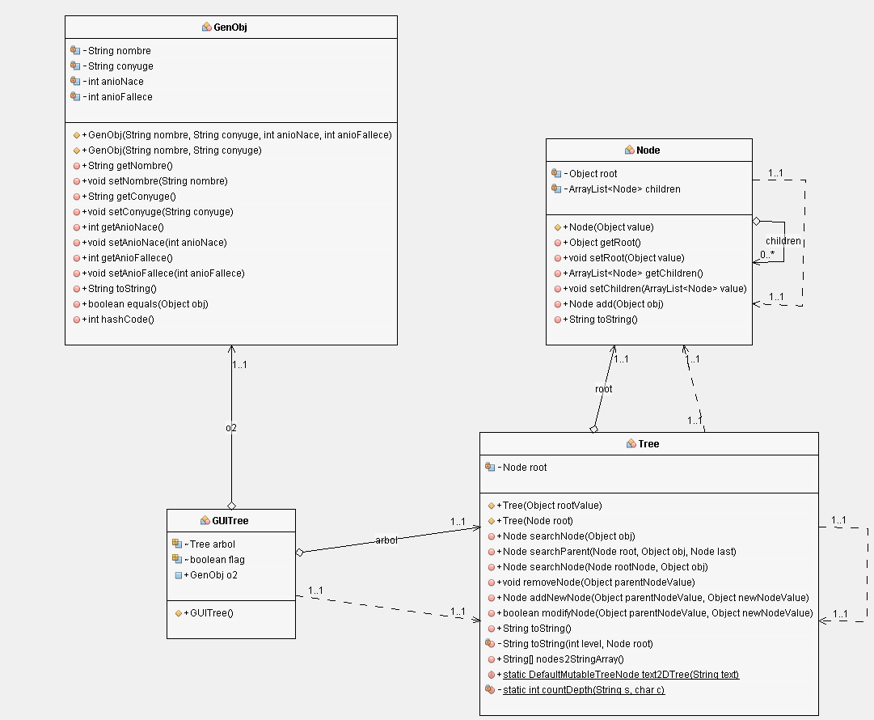 GenObj
-String nombre
-String conyuge
-int anioNace
-int anioFallece
+GenObj(String nombre, String conyuge, int anioNace, int anioFallece)
+GenObj(String nombre, String conyuge)
+String getNombre()
+void setNombre(String nombre)
+String getConyuge()
+void setConyuge(String conyuge)
+int getAnioNace()
+void setAnioNace(int anioNace)
+int getAnioFallece()
+void setAnioFallece(int anioFallece)
+String toString()
+boolean equals(Object obj)
+int hashCode()
1..1
o2
Node
-Object root
-ArrayList<Node> children
+Node(Object value)
+Object getRoot()
+void setRoot(Object value)
+ArrayList<Node> getChildren()
+void setChildren(ArrayList<Node> value)
+Node add(Object obj)
+String toString()
1..1
children
0..*
1..1
1..1
1..1
root
1..1
GUITree
-Tree arbol
-boolean flag
+GenObj o2
+GUITree()
1..1
arbol
1..1
1..1
Tree
-Node root
+Tree(Object rootValue)
+Tree(Node root)
+Node searchNode(Object obj)
+Node searchParent(Node root, Object obj, Node last)
+Node searchNode(Node rootNode, Object obj)
+void removeNode(Object parentNodeValue)
+Node addNewNode(Object parentNodeValue, Object newNodeValue)
+boolean modifyNode(Object parentNodeValue, Object newNodeValue)
+String toString()
-String toString(int level, Node root)
+String[] nodes2StringArray()
+static DefaultMutableTreeNode text2DTree(String text)
-static int countDepth(String s, char c)
1..1
1..1